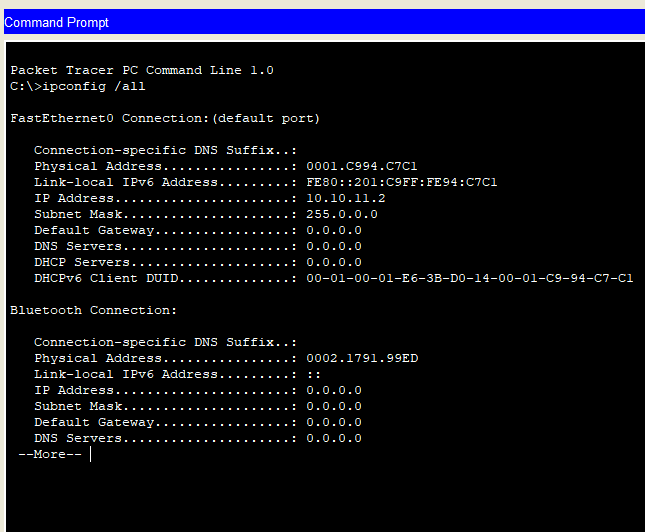 Command Prompt
Packet Tracer PC Command Line 1.0
C:\>ipconfig /all
FastEthernet0 Connection:(default port)
Connection-specific DNS Suffix..:
Physical Address................: 0001.C994.C7C1
Link-local IPv6 Address.........: FE80::201:C9FF:FE94:C7C1
IP Address......................: 10.10.11.2
Subnet Mask.....................: 255.0.0.0
Default Gateway.................: 0.0.0.0
DNS Servers.....................: 0.0.0.0
DHCP Servers....................: 0.0.0.0
DHCPv6 Client DUID..............: 00-01-00-01-E6-3B-D0-14-00-01-C9-94-C7-C1
Bluetooth Connection:
Connection-specific DNS Suffix..:
Physical Address................: 0002.1791.99ED
Link-local IPv6 Address.........: ::
IP Address......................: 0.0.0.0
Subnet Mask.....................: 0.0.0.0
Default Gateway.................: 0.0.0.0
DNS Servers.....................: 0.0.0.0
--More--